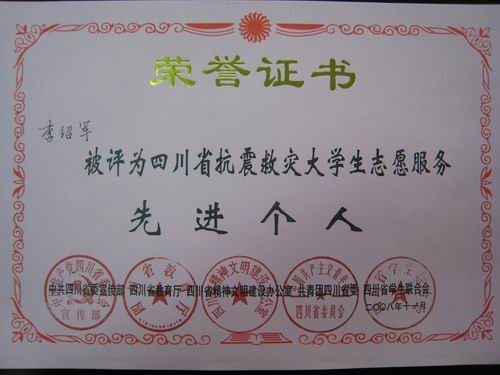 荣誉证书
李绍军
被评为四川省抗震救灾大学生志愿服务
先进个人
中共四川省委宣传部 四川省教育厅 四川省精神文明建设办公室 共青团四川省委 四川省学生联合会
二〇〇八年十一月